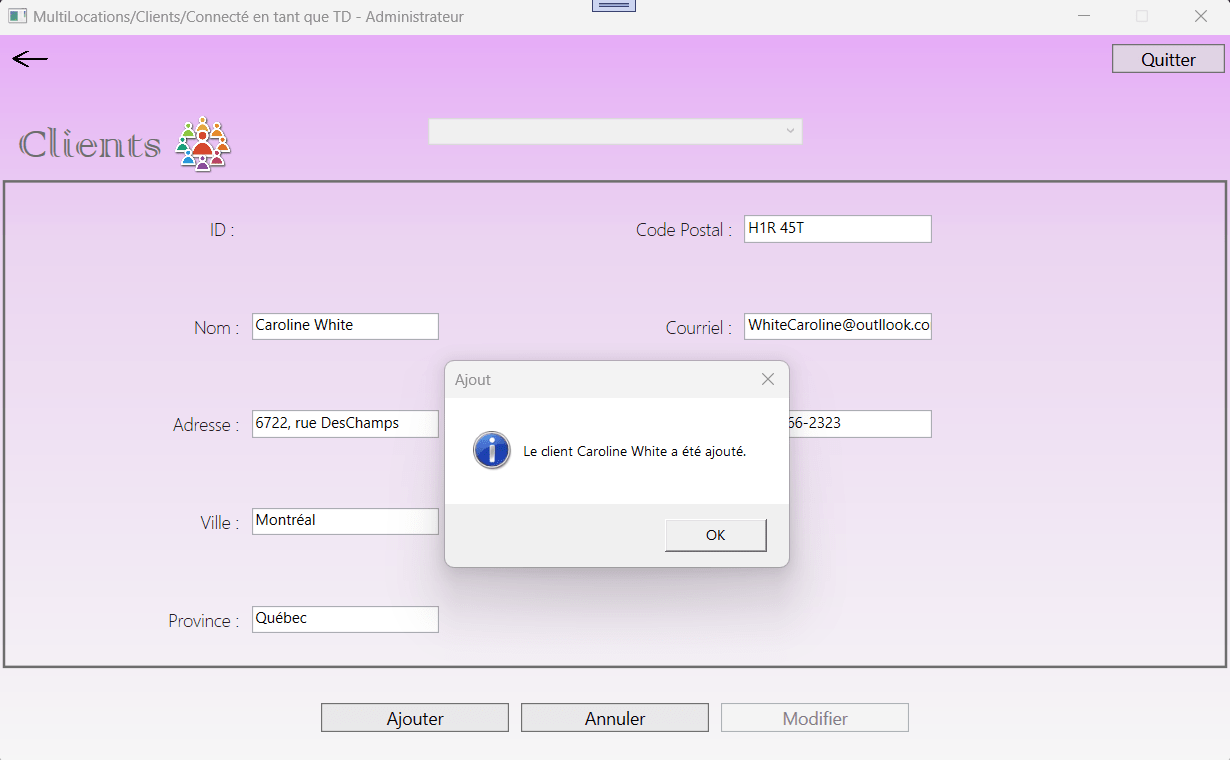 MultiLocations/Clients/Connecté en tant que TD - Administrateur
Quitter
Clients
ID :
Code Postal : H1R 45T
Nom : Caroline White
Courriel : WhiteCaroline@outllook.co
Ajout
Adresse : 6722, rue DesChamps
66-2323
Le client Caroline White a été ajouté.
Ville : Montréal
OK
Province : Québec
Ajouter
Annuler
Modifier